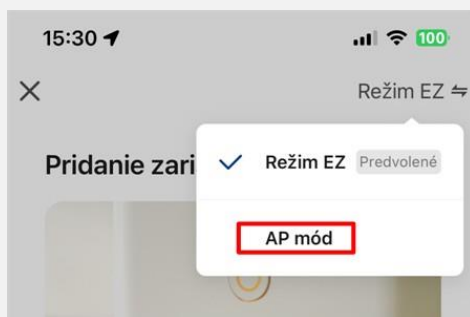 15:30
100
Režim EZ
Pridanie zari
Režim EZ Predvolené
AP mód